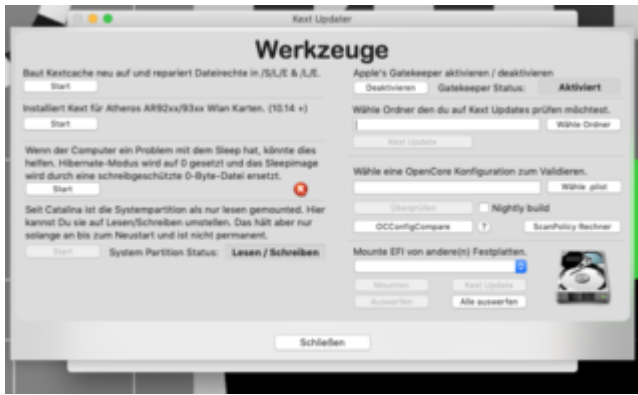 Kext Updater
Werkzeuge
Baut Kextcache neu auf und repariert Dateirechte in /S/L/E & /L/E.
Start
Installiert Kext für Atheros AR92xx/93xx Wlan Karten. (10.14 +)
Start
Wenn der Computer ein Problem mit dem Sleep hat, könnte dies
helfen. Hibernate-Modus wird auf 0 gesetzt und das Sleepimage
wird durch eine schreibgeschützte 0-Byte-Datei ersetzt.
Start
Seit Catalina ist die Systempartition als nur lesen gemounted. Hier
kannst Du sie auf Lesen/Schreiben umstellen. Das hält aber nur
solange an bis zum Neustart und ist nicht permanent.
Start System Partition Status: Lesen / Schreiben
Apple's Gatekeeper aktivieren / deaktivieren
Deaktivieren Gatekeeper Status: Aktiviert
Wähle Ordner den du auf Kext Updates prüfen möchtest.
Wähle Ordner
Kext Update
Wähle eine OpenCore Konfiguration zum Validieren.
Wähle .plist
Überprüfen Nightly build
OCConfigCompare ? ScanPolicy Rechner
Mounte EFI von andere(n) Festplatten.
Mounten Kext Update
Auswerfen Alle auswerfen
Schließen